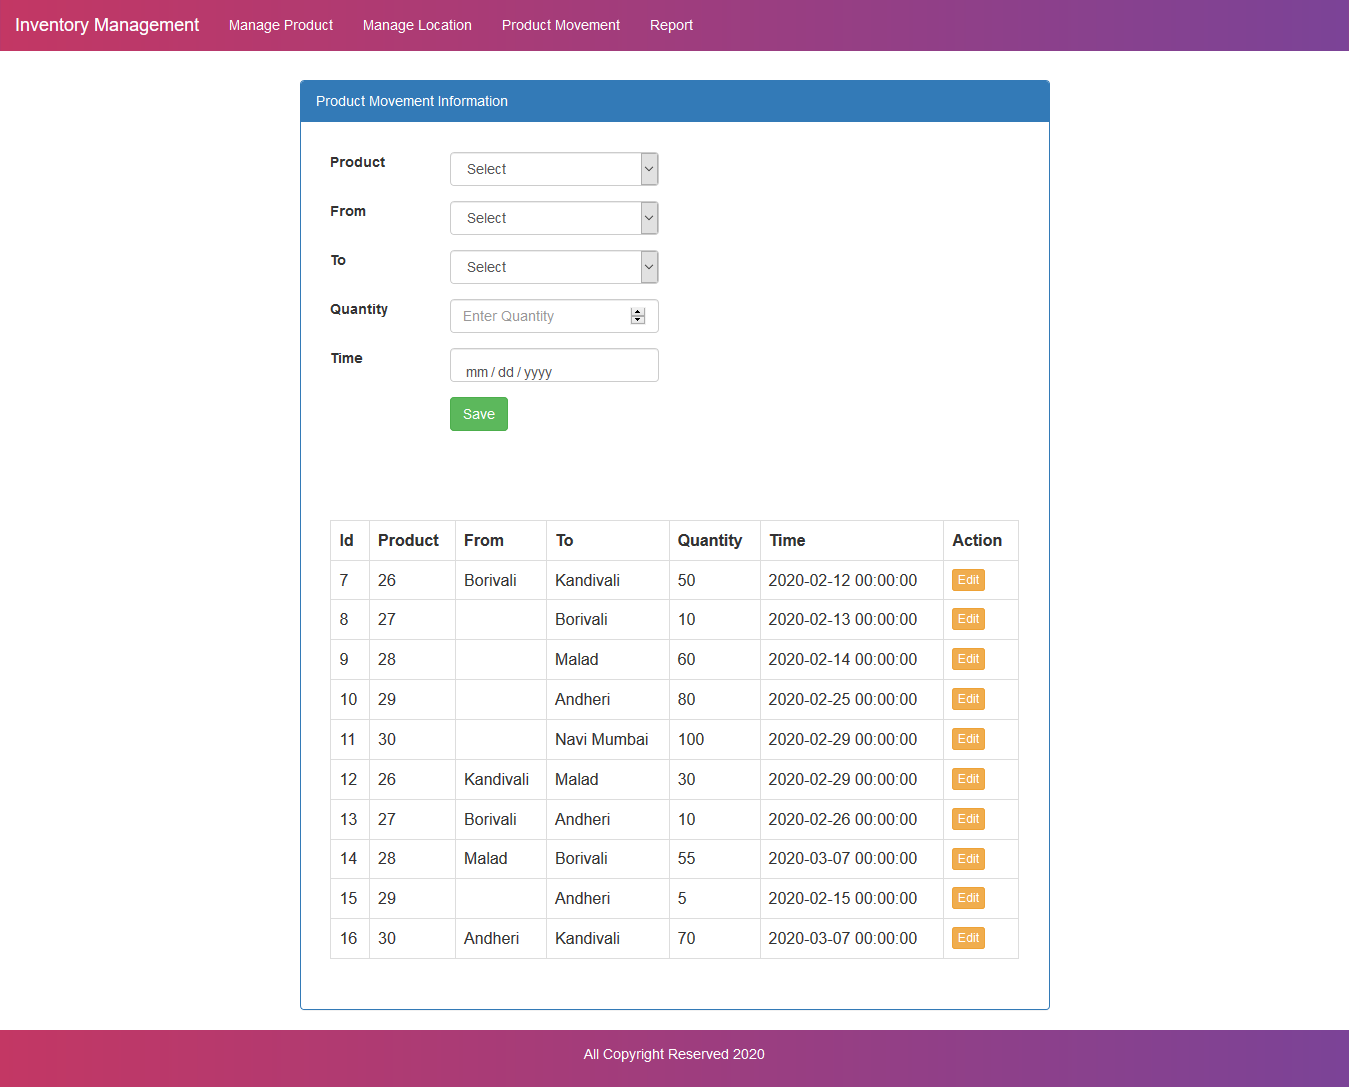 Inventory Management Manage Product Manage Location Product Movement Report
Product Movement Information
Product Select
From Select
To Select
Quantity Enter Quantity
Time mm / dd / yyyy
Save
Id Product From To Quantity Time Action
7 26 Borivali Kandivali 50 2020-02-12 00:00:00 Edit
8 27 Borivali 10 2020-02-13 00:00:00 Edit
9 28 Malad 60 2020-02-14 00:00:00 Edit
10 29 Andheri 80 2020-02-25 00:00:00 Edit
11 30 Navi Mumbai 100 2020-02-29 00:00:00 Edit
12 26 Kandivali Malad 30 2020-02-29 00:00:00 Edit
13 27 Borivali Andheri 10 2020-02-26 00:00:00 Edit
14 28 Malad Borivali 55 2020-03-07 00:00:00 Edit
15 29 Andheri 5 2020-02-15 00:00:00 Edit
16 30 Andheri Kandivali 70 2020-03-07 00:00:00 Edit
All Copyright Reserved 2020